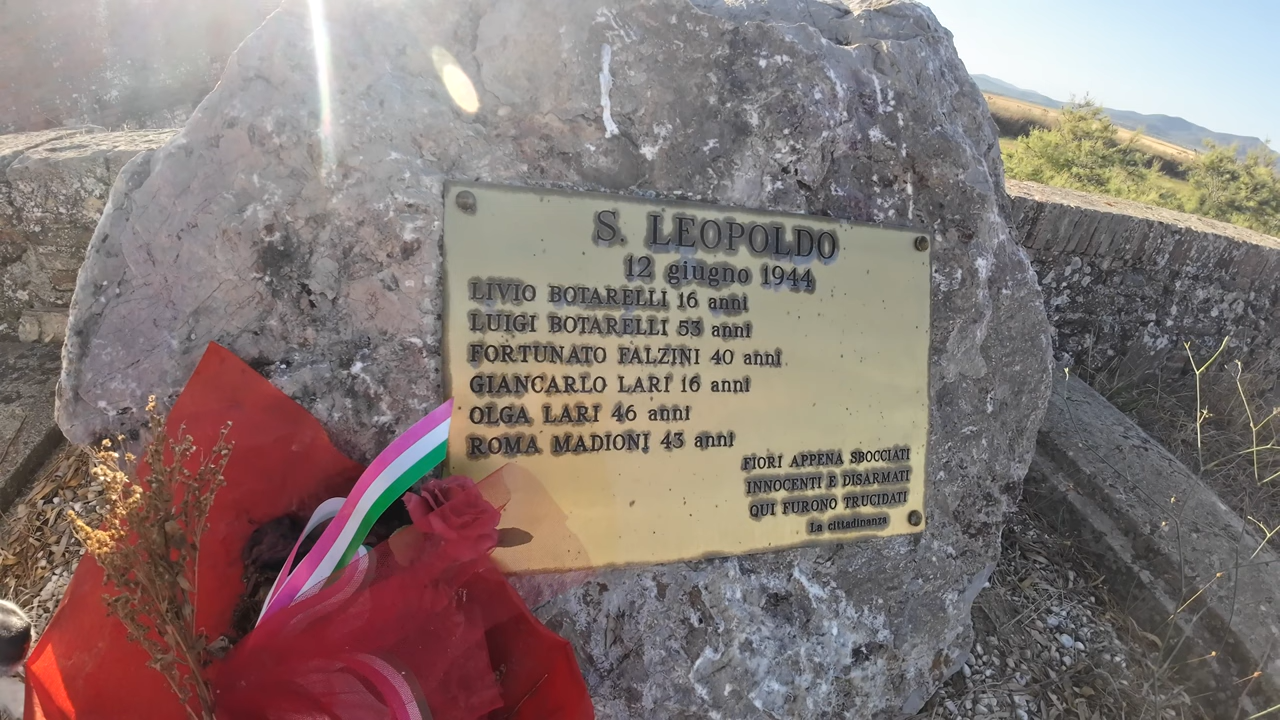 S. LEOPOLDO
12 giugno 1944
LIVIO BOTARELLI 16 anni
LUIGI BOTARELLI 53 anni
FORTUNATO FALZINI 40 anni
GIANCARLO LARI 16 anni
OLGA LARI 46 anni
ROMA MADIONI 43 anni
FIORI APPENA SBOCCIATI
INNOCENTI E DISARMATI
QUI FURONO TRUCIDATI
La cittadinanza